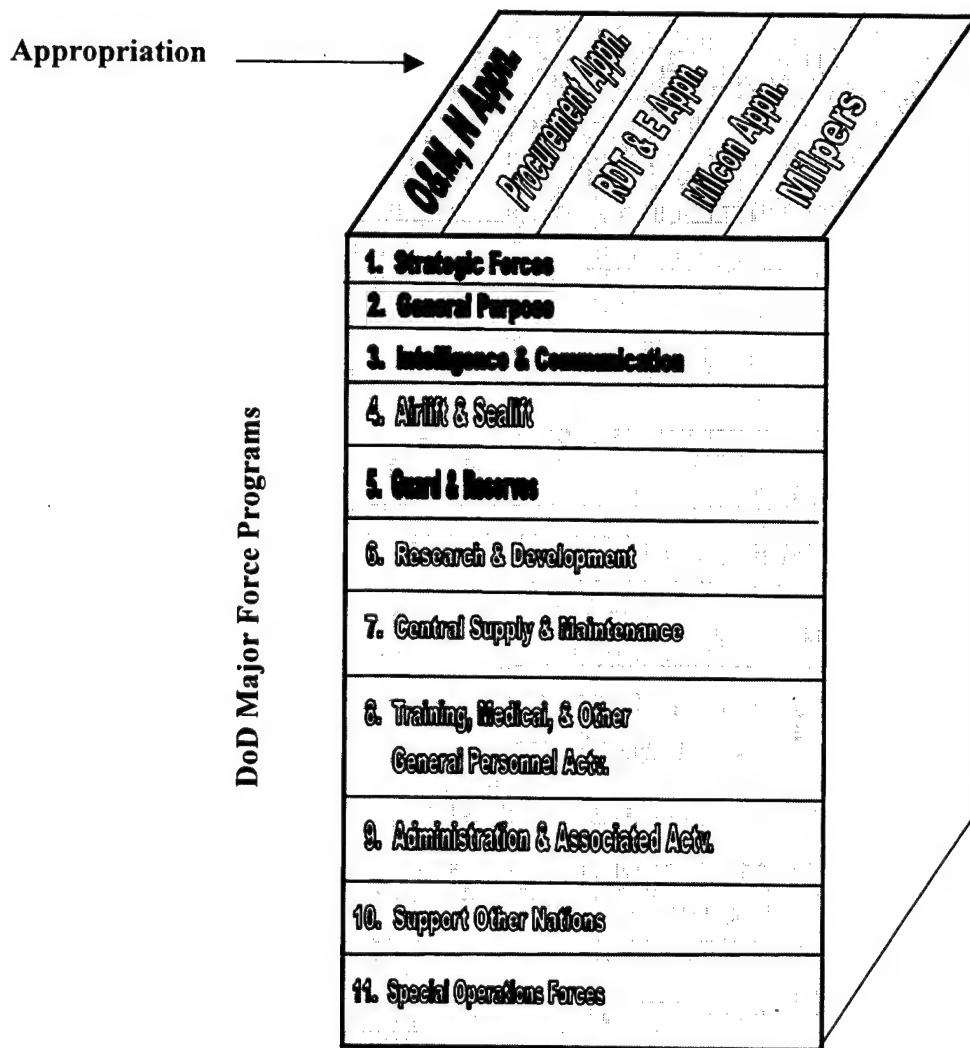 Appropriation
O&M, N Appn.
Procurement Appn.
RDT & E Appn.
Milcon Appn.
Milpers
DoD Major Force Programs
1. Strategic Forces
2. General Purpose
3. Intelligence & Communication
4. Airlift & Sealift
5. Guard & Reserves
6. Research & Development
7. Central Supply & Maintenance
8. Training, Medical, & Other
General Personnel Actv.
9. Administration & Associated Actv.
10. Support Other Nations
11. Special Operations Forces